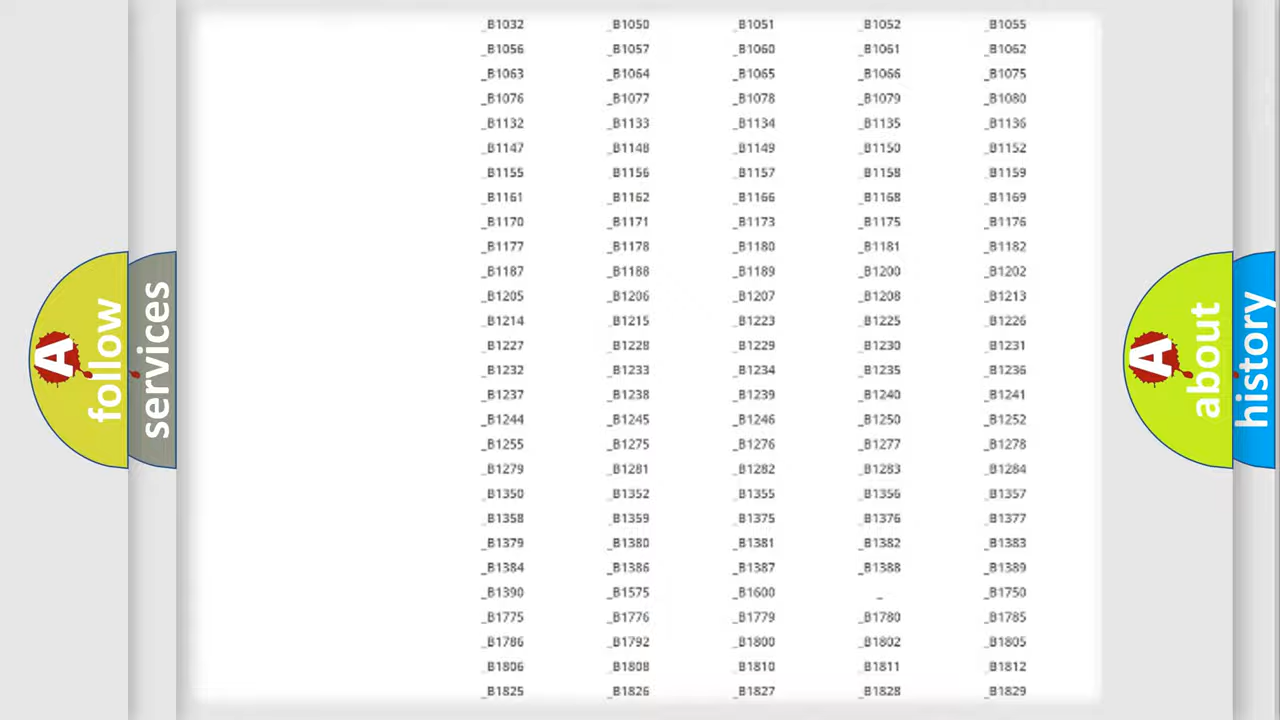 _B1032 _B1050 _B1051 _B1052 _B1055
_B1056 _B1057 _B1060 _B1061 _B1062
_B1063 _B1064 _B1065 _B1066 _B1075
_B1076 _B1077 _B1078 _B1079 _B1080
_B1132 _B1133 _B1134 _B1135 _B1136
_B1147 _B1148 _B1149 _B1150 _B1152
_B1155 _B1156 _B1157 _B1158 _B1159
_B1161 _B1162 _B1166 _B1168 _B1169
_B1170 _B1171 _B1173 _B1175 _B1176
_B1177 _B1178 _B1180 _B1181 _B1182
_B1187 _B1188 _B1189 _B1200 _B1202
_B1205 _B1206 _B1207 _B1208 _B1213
_B1214 _B1215 _B1223 _B1225 _B1226
_B1227 _B1228 _B1229 _B1230 _B1231
_B1232 _B1233 _B1234 _B1235 _B1236
_B1237 _B1238 _B1239 _B1240 _B1241
_B1244 _B1245 _B1246 _B1250 _B1252
_B1255 _B1275 _B1276 _B1277 _B1278
_B1279 _B1281 _B1282 _B1283 _B1284
_B1350 _B1352 _B1355 _B1356 _B1357
_B1358 _B1359 _B1375 _B1376 _B1377
_B1379 _B1380 _B1381 _B1382 _B1383
_B1384 _B1386 _B1387 _B1388 _B1389
_B1390 _B1575 _B1600 _ _B1750
_B1775 _B1776 _B1779 _B1780 _B1785
_B1786 _B1792 _B1800 _B1802 _B1805
_B1806 _B1808 _B1810 _B1811 _B1812
_B1825 _B1826 _B1827 _B1828 _B1829
A follow
services
A about
history